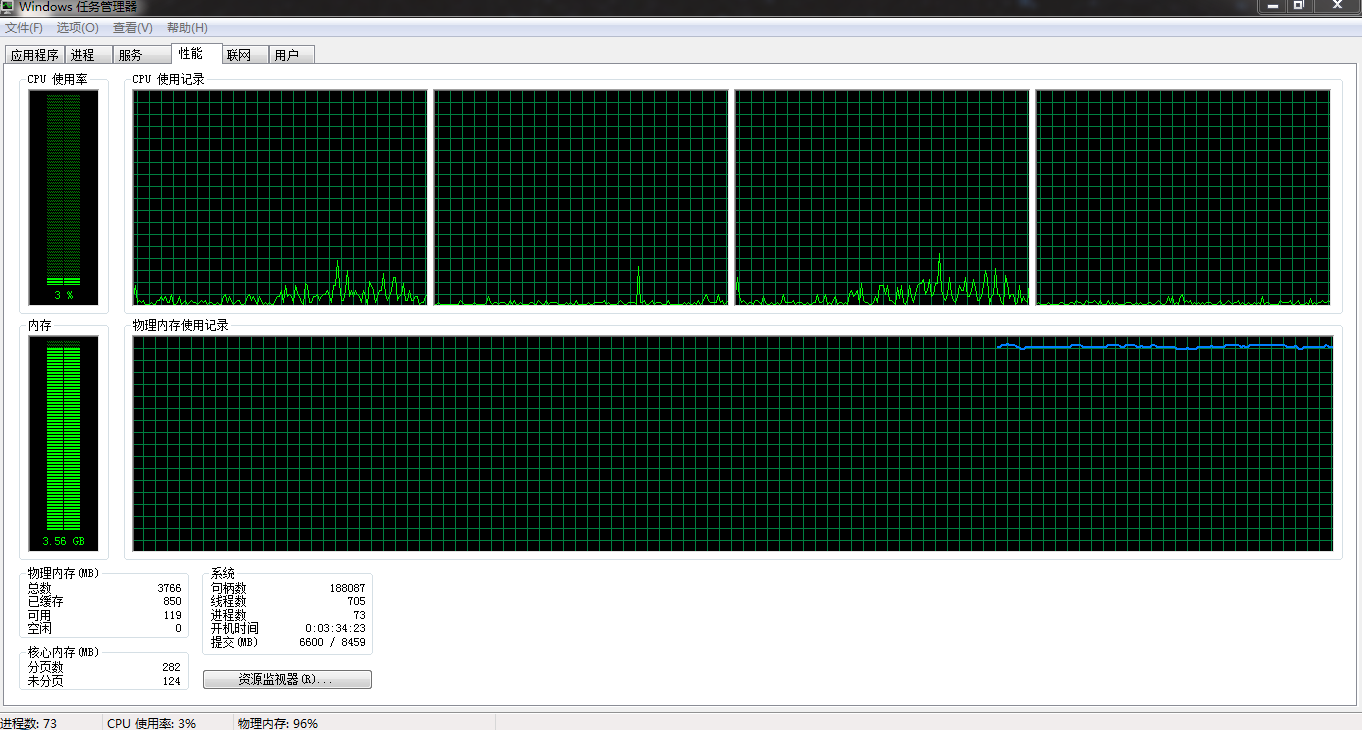 Windows 任务管理器
文件(F) 选项(O) 查看(V) 帮助(H)
应用程序 进程 服务 性能 联网 用户
CPU 使用率 CPU 使用记录
3 %
内存 物理内存使用记录
3.56 GB
物理内存(MB)
总数 3766
已缓存 850
可用 119
空闲 0
核心内存(MB)
分页数 282
未分页 124
系统
句柄数 188087
线程数 705
进程数 73
开机时间 0:03:34:23
提交(MB) 6600 / 8459
资源监视器(R)...
进程数: 73 CPU 使用率: 3% 物理内存: 96%